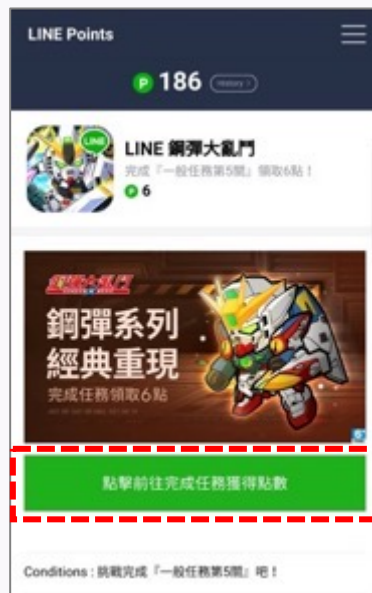 LINE Points
P 186 History >
LINE
LINE 鋼彈大亂鬥
完成『一般任務第5關』領取6點！
P 6
鋼彈大亂鬥
鋼彈系列
經典重現
完成任務領取6點
點擊前往完成任務獲得點數
Conditions : 挑戰完成『一般任務第5關』吧！